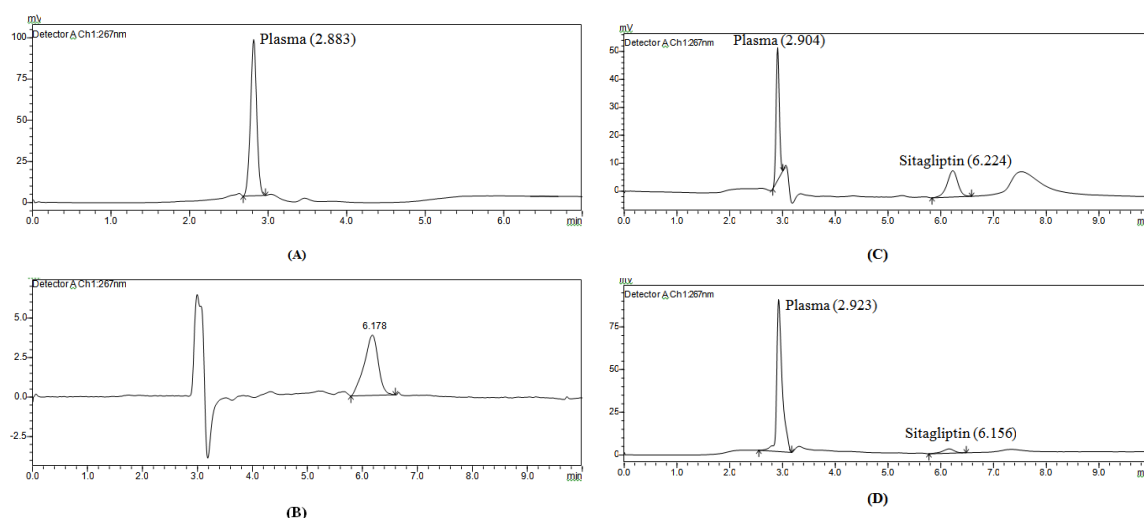 mV
Detector A Ch1:267nm
Plasma (2.883)
100
75
50
25
0
0.0 1.0 2.0 3.0 4.0 5.0 6.0 min
(A)
Detector A Ch1:267nm
6.178
5.0
2.5
0.0
-2.5
0.0 1.0 2.0 3.0 4.0 5.0 6.0 7.0 8.0 9.0 min
(B)
mV
Detector A Ch1:267nm
Plasma (2.904)
Sitagliptin (6.224)
50
40
30
20
10
0
0.0 1.0 2.0 3.0 4.0 5.0 6.0 7.0 8.0 9.0
(C)
mV
Detector A Ch1:267nm
Plasma (2.923)
Sitagliptin (6.156)
75
50
25
0
0.0 1.0 2.0 3.0 4.0 5.0 6.0 7.0 8.0 9.0
(D)